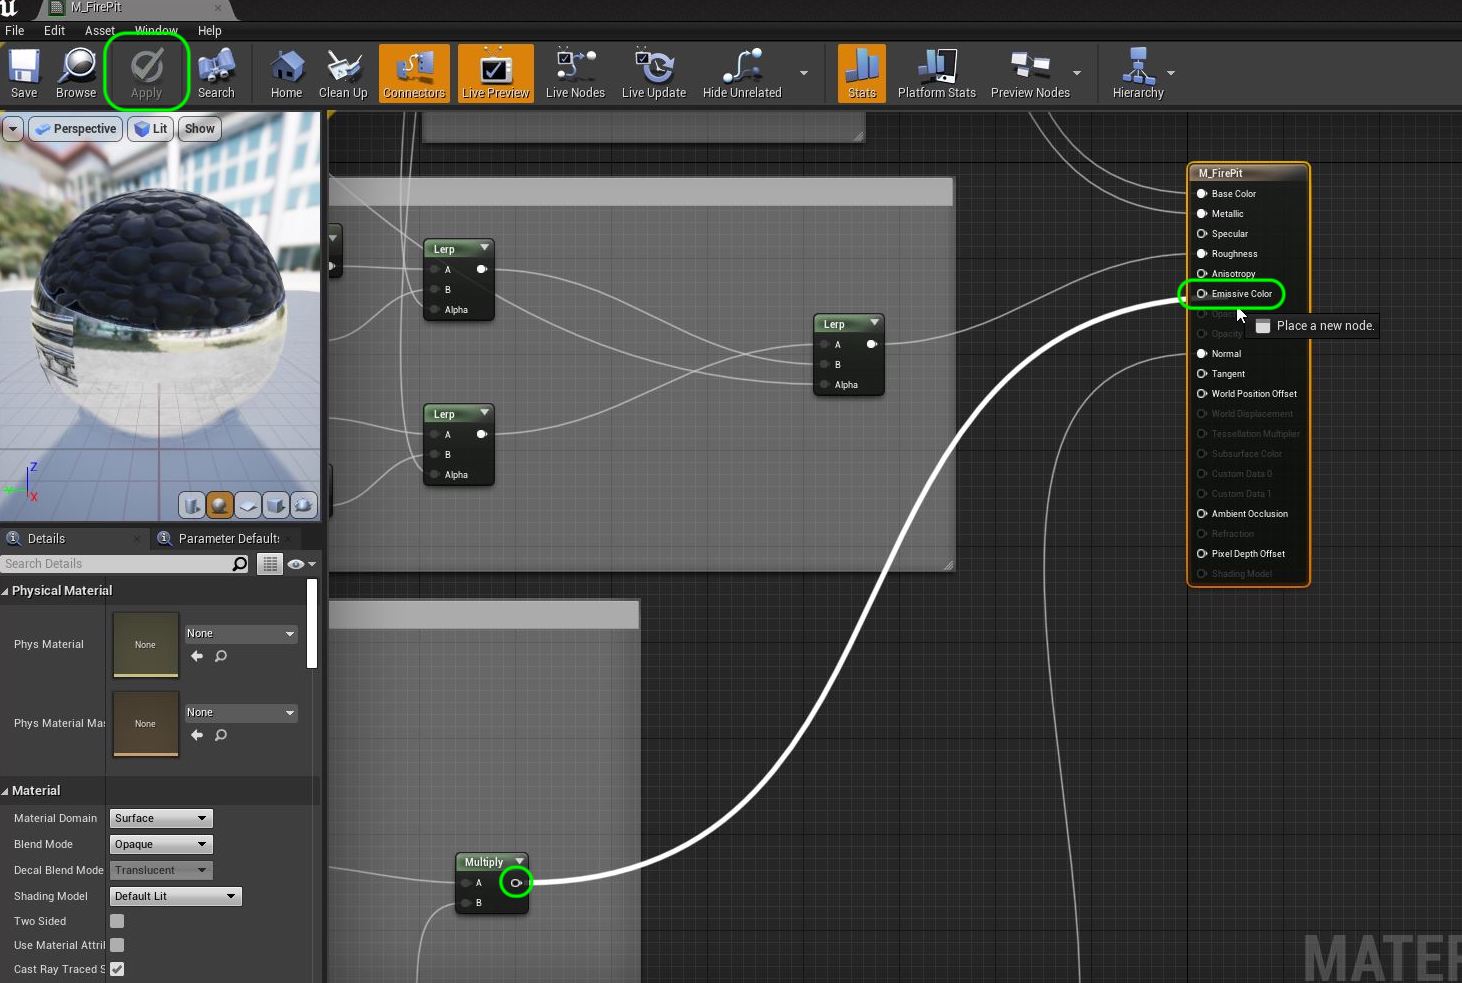 M_FirePit
File Edit Asset Window Help
Save Browse Apply Search Home Clean Up Connectors Live Preview Live Nodes Live Update Hide Unrelated Stats Platform Stats Preview Nodes Hierarchy
Perspective Lit Show
Z
X
Lerp
A
B
Alpha
Lerp
A
B
Alpha
Lerp
A
B
Alpha
Multiply
A
B
M_FirePit
Base Color
Metallic
Specular
Roughness
Anisotropy
Emissive Color
Opacity
Place a new node.
Normal
Tangent
World Position Offset
World Displacement
Tessellation Multiplier
Subsurface Color
Custom Data 0
Custom Data 1
Ambient Occlusion
Refraction
Pixel Depth Offset
Shading Model
Details Parameter Default
Search Details
Physical Material
Phys Material None None
Phys Material Mas None None
Material
Material Domain Surface
Blend Mode Opaque
Decal Blend Mode Translucent
Shading Model Default Lit
Two Sided
Use Material Attri
Cast Ray Traced S
MATER